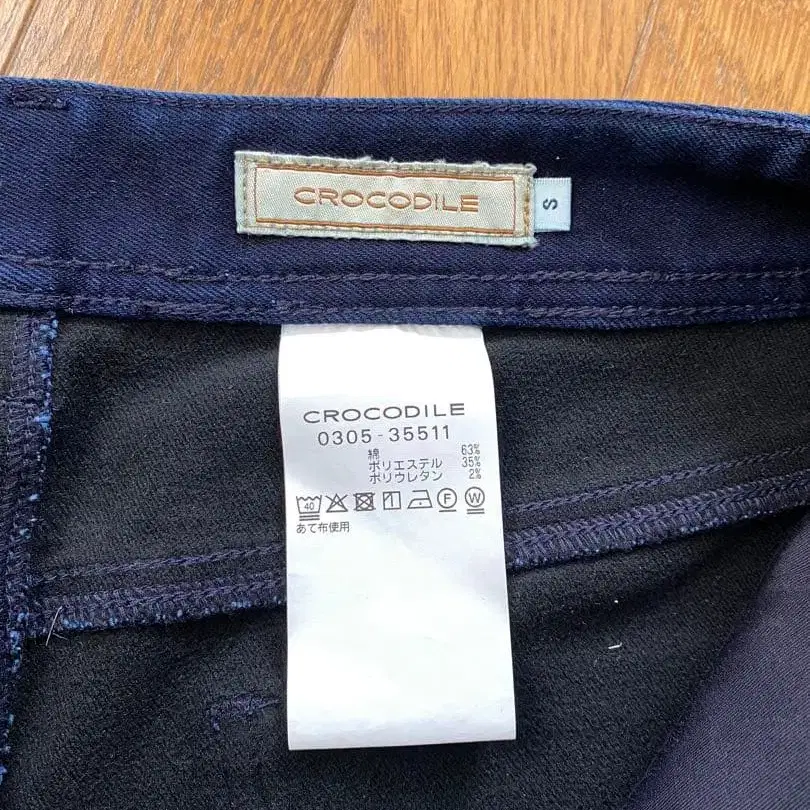 CROCODILE
S
CROCODILE
0305-35511
綿 63%
ポリエステル 35%
ポリウレタン 2%
40 F W
あて布使用